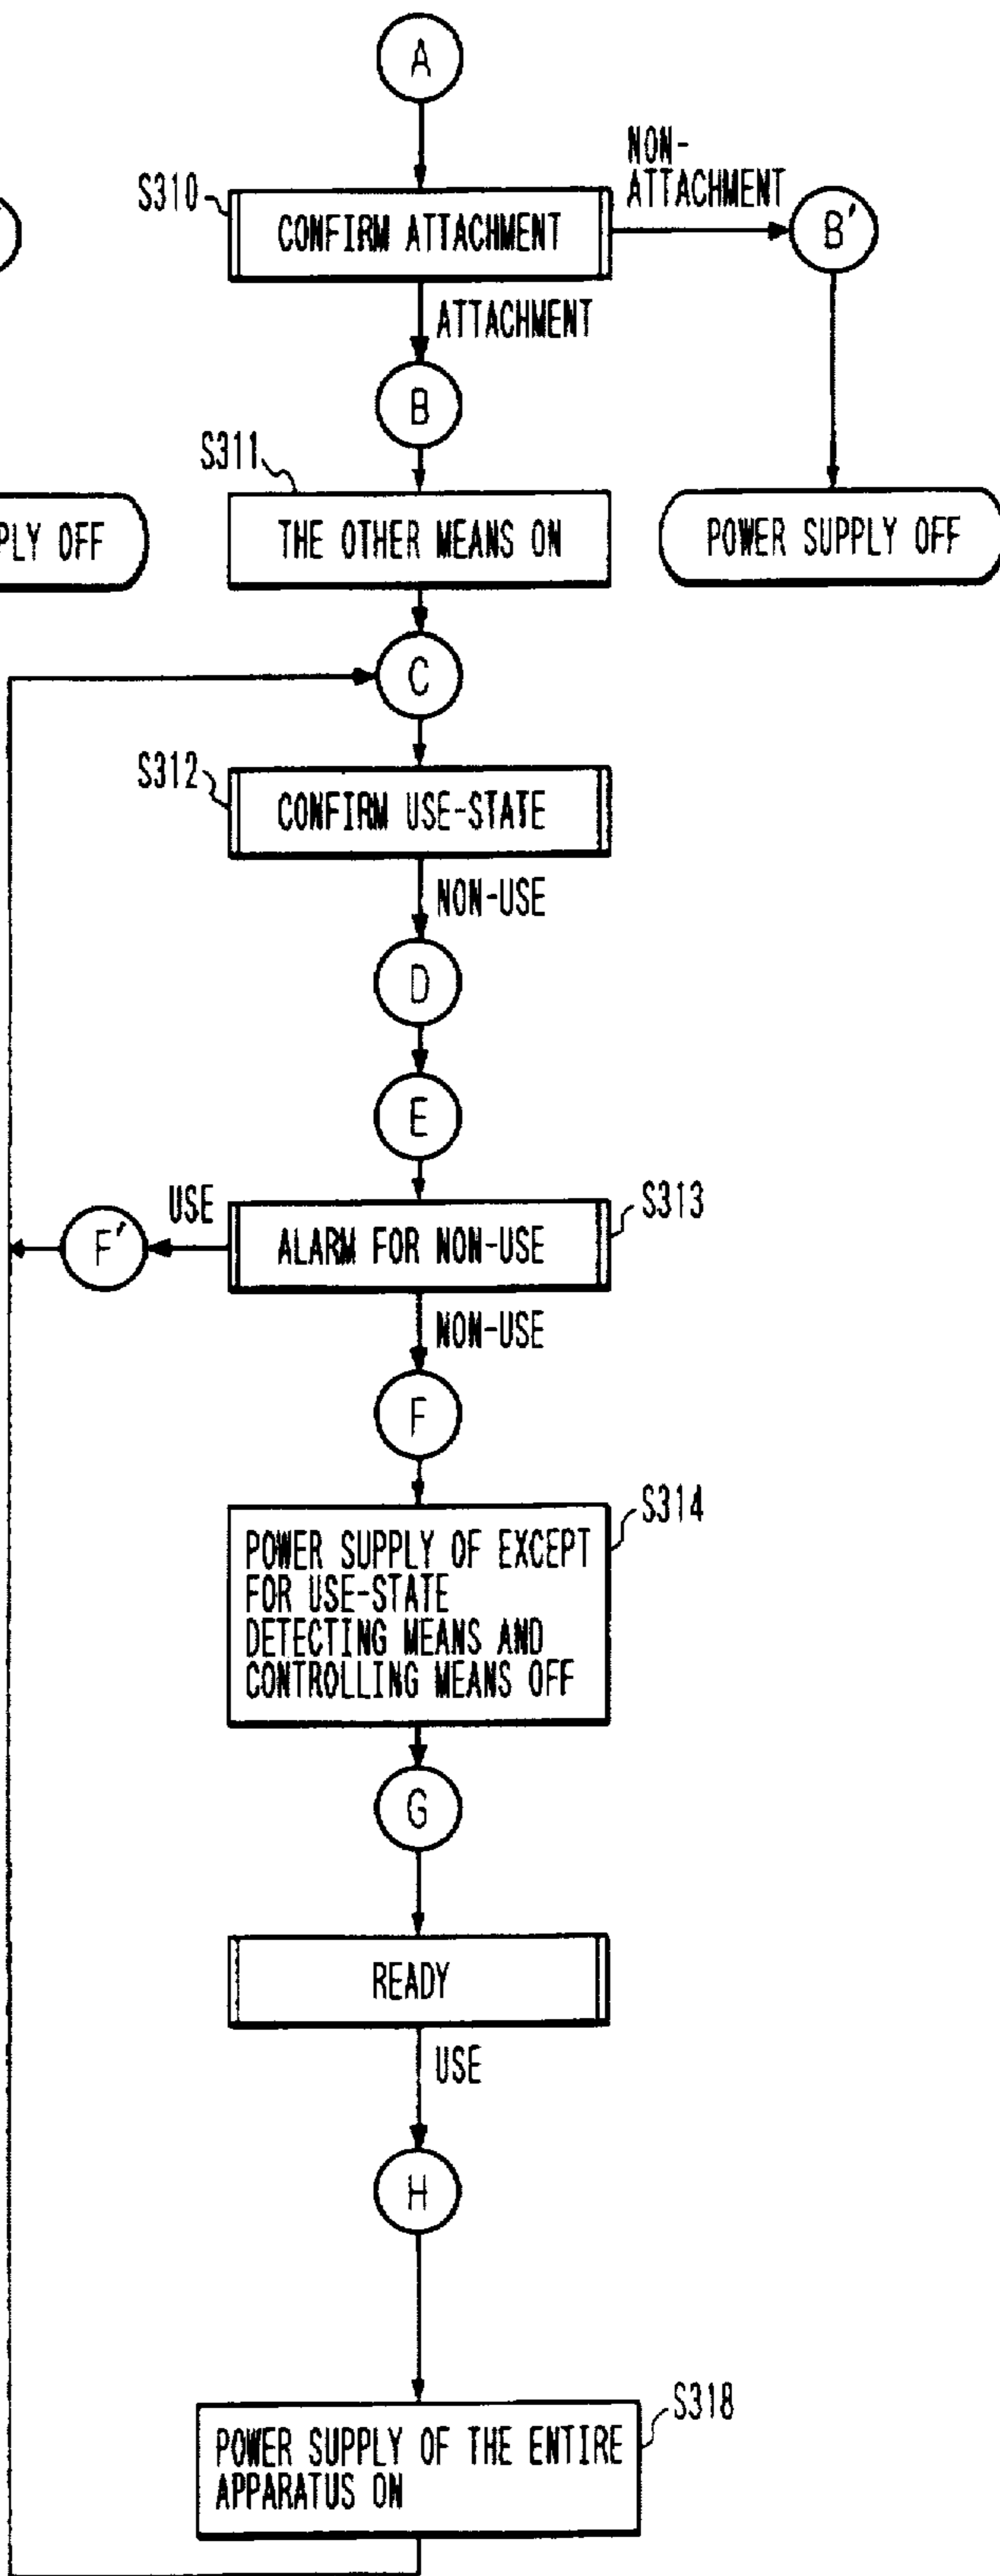 A
S310
CONFIRM ATTACHMENT
NON-
ATTACHMENT
B'
ATTACHMENT
B
S311
PLY OFF
THE OTHER MEANS ON
POWER SUPPLY OFF
C
S312
CONFIRM USE-STATE
NON-USE
D
E
S313
USE
F'
ALARM FOR NON-USE
NON-USE
F
S314
POWER SUPPLY OF EXCEPT
FOR USE-STATE
DETECTING MEANS AND
CONTROLLING MEANS OFF
G
READY
USE
H
S318
POWER SUPPLY OF THE ENTIRE
APPARATUS ON